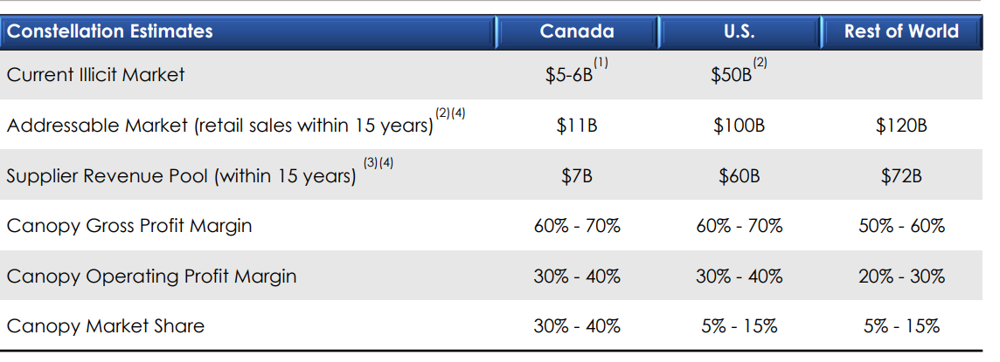 Constellation Estimates Canada U.S. Rest of World
Current Illicit Market $5-6B(1) $50B(2)
Addressable Market (retail sales within 15 years)(2)(4) $11B $100B $120B
Supplier Revenue Pool (within 15 years) (3)(4) $7B $60B $72B
Canopy Gross Profit Margin 60% - 70% 60% - 70% 50% - 60%
Canopy Operating Profit Margin 30% - 40% 30% - 40% 20% - 30%
Canopy Market Share 30% - 40% 5% - 15% 5% - 15%